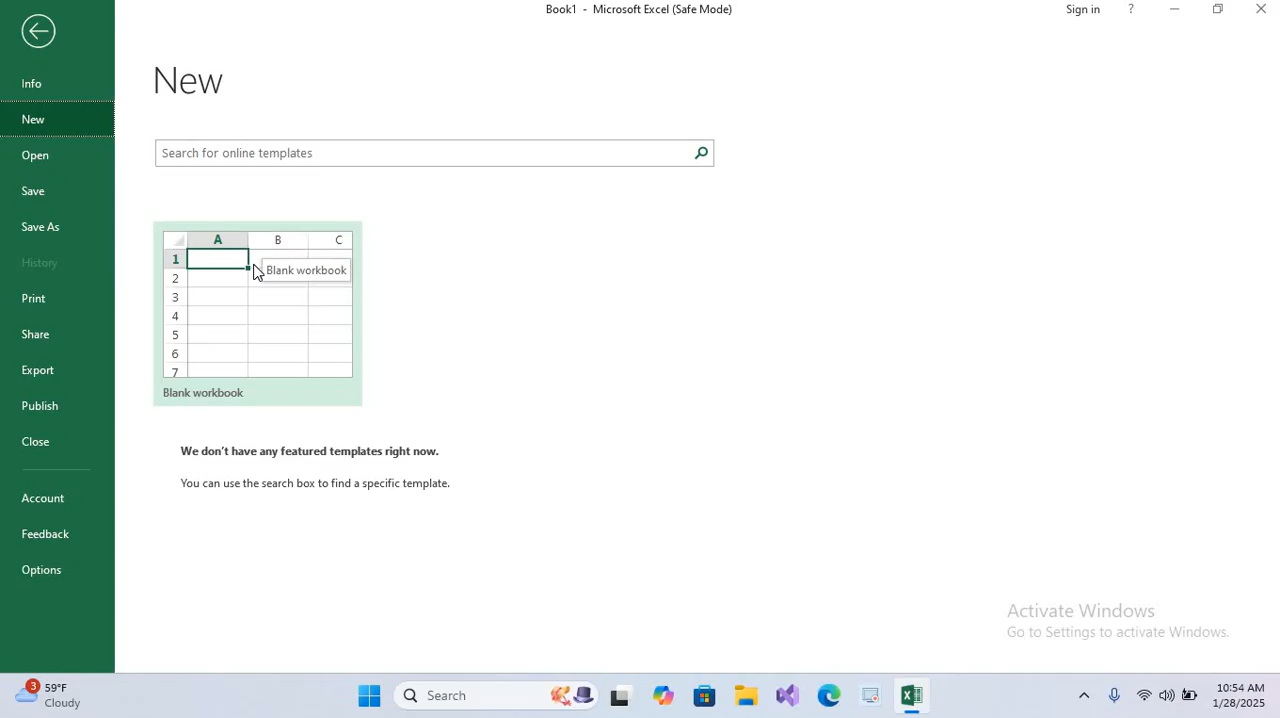 Book1 - Microsoft Excel (Safe Mode)
Sign in
?
Info
New
Open
Save
Save As
History
Print
Share
Export
Publish
Close
Account
Feedback
Options
New
Search for online templates
A B C
1
2
3
4
5
6
7
Blank workbook
Blank workbook
We don't have any featured templates right now.
You can use the search box to find a specific template.
Activate Windows
Go to Settings to activate Windows.
3
59°F
Cloudy
Search
10:54 AM
1/28/2025